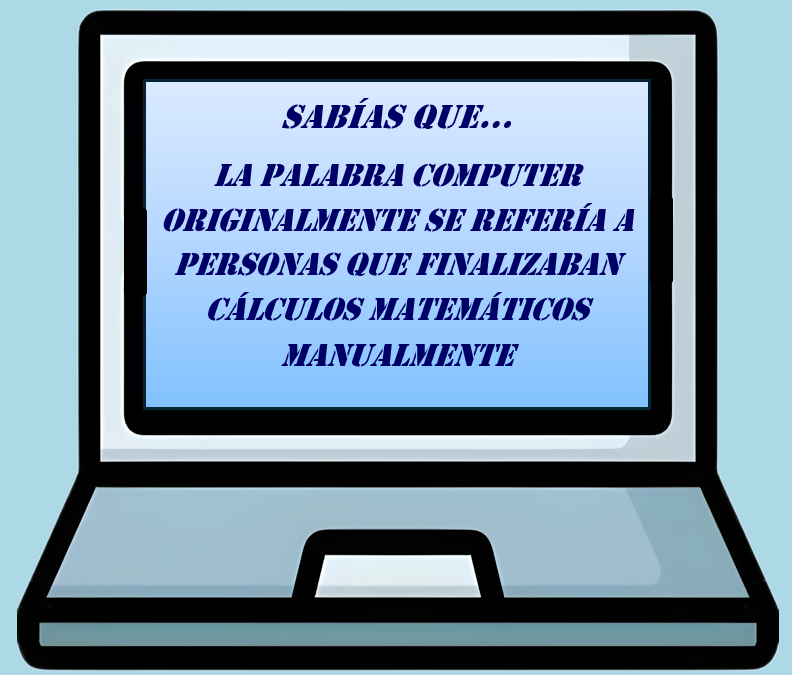 SABÍAS QUE...
LA PALABRA COMPUTER
ORIGINALMENTE SE REFERÍA A
PERSONAS QUE FINALIZABAN
CÁLCULOS MATEMÁTICOS
MANUALMENTE